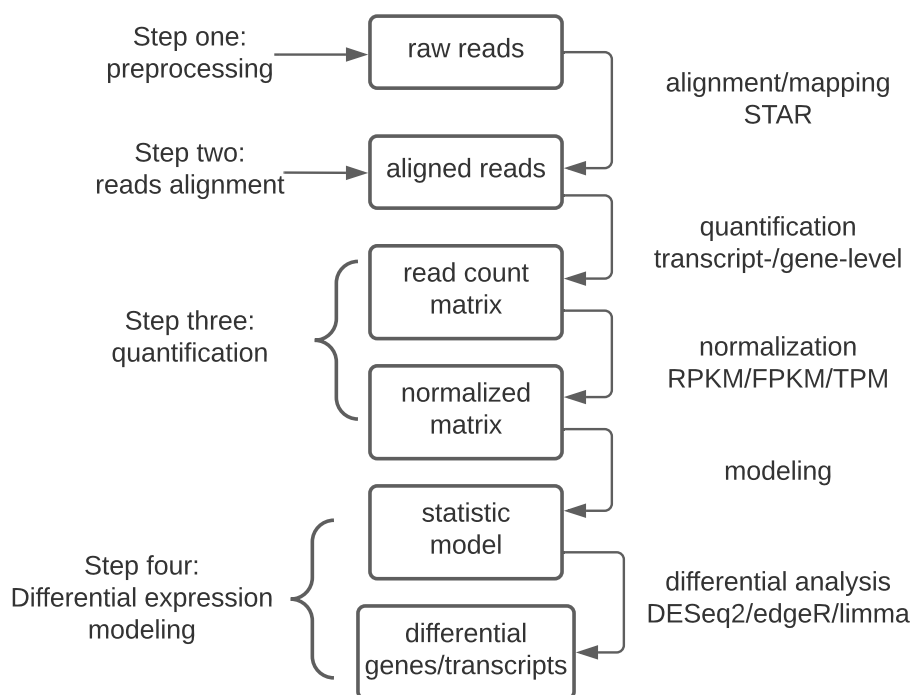 Step one:
preprocessing
raw reads
alignment/mapping
STAR
Step two:
reads alignment
aligned reads
quantification
transcript-/gene-level
Step three:
quantification
read count
matrix
normalization
RPKM/FPKM/TPM
normalized
matrix
modeling
Step four:
Differential expression
modeling
statistic
model
differential analysis
DESeq2/edgeR/limma
differential
genes/transcripts